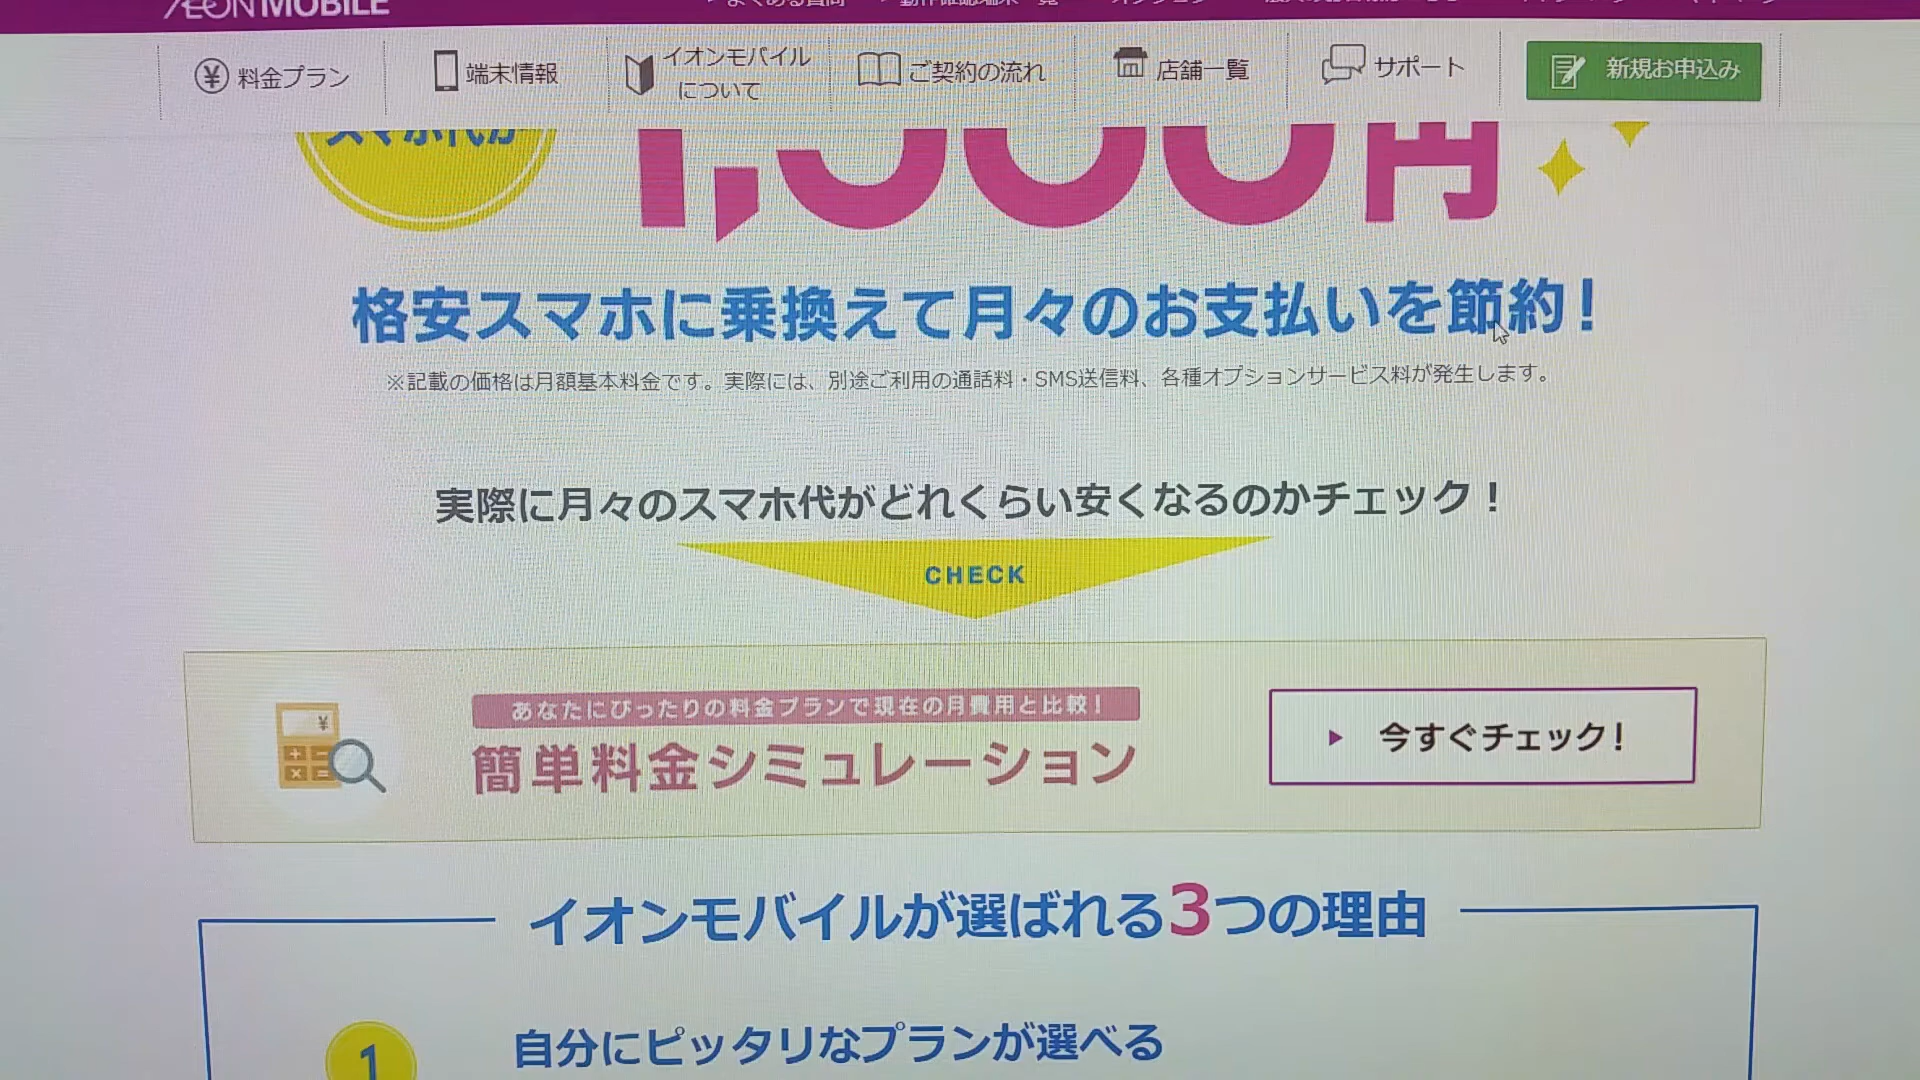 AEON MOBILE
料金プラン
端末情報
イオンモバイル
について
ご契約の流れ
店舗一覧
サポート
新規お申込み
スマホ代が
円
格安スマホに乗換えて月々のお支払いを節約！
※記載の価格は月額基本料金です。実際には、別途ご利用の通話料・SMS送信料、各種オプションサービス料が発生します。
実際に月々のスマホ代がどれくらい安くなるのかチェック！
CHECK
あなたにぴったりの料金プランで現在の月費用と比較！
簡単料金シミュレーション
今すぐチェック！
イオンモバイルが選ばれる3つの理由
1
自分にピッタリなプランが選べる